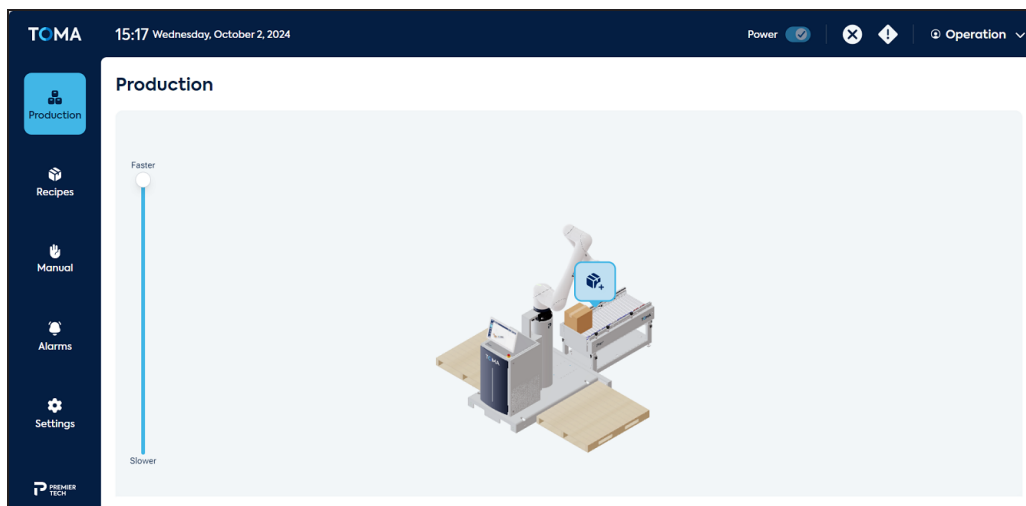 TOMA
15:17 Wednesday, October 2, 2024
Power
Operation
Production
Production
Recipes
Manual
Alarms
Settings
PREMIER
TECH
Faster
Slower
TOMA